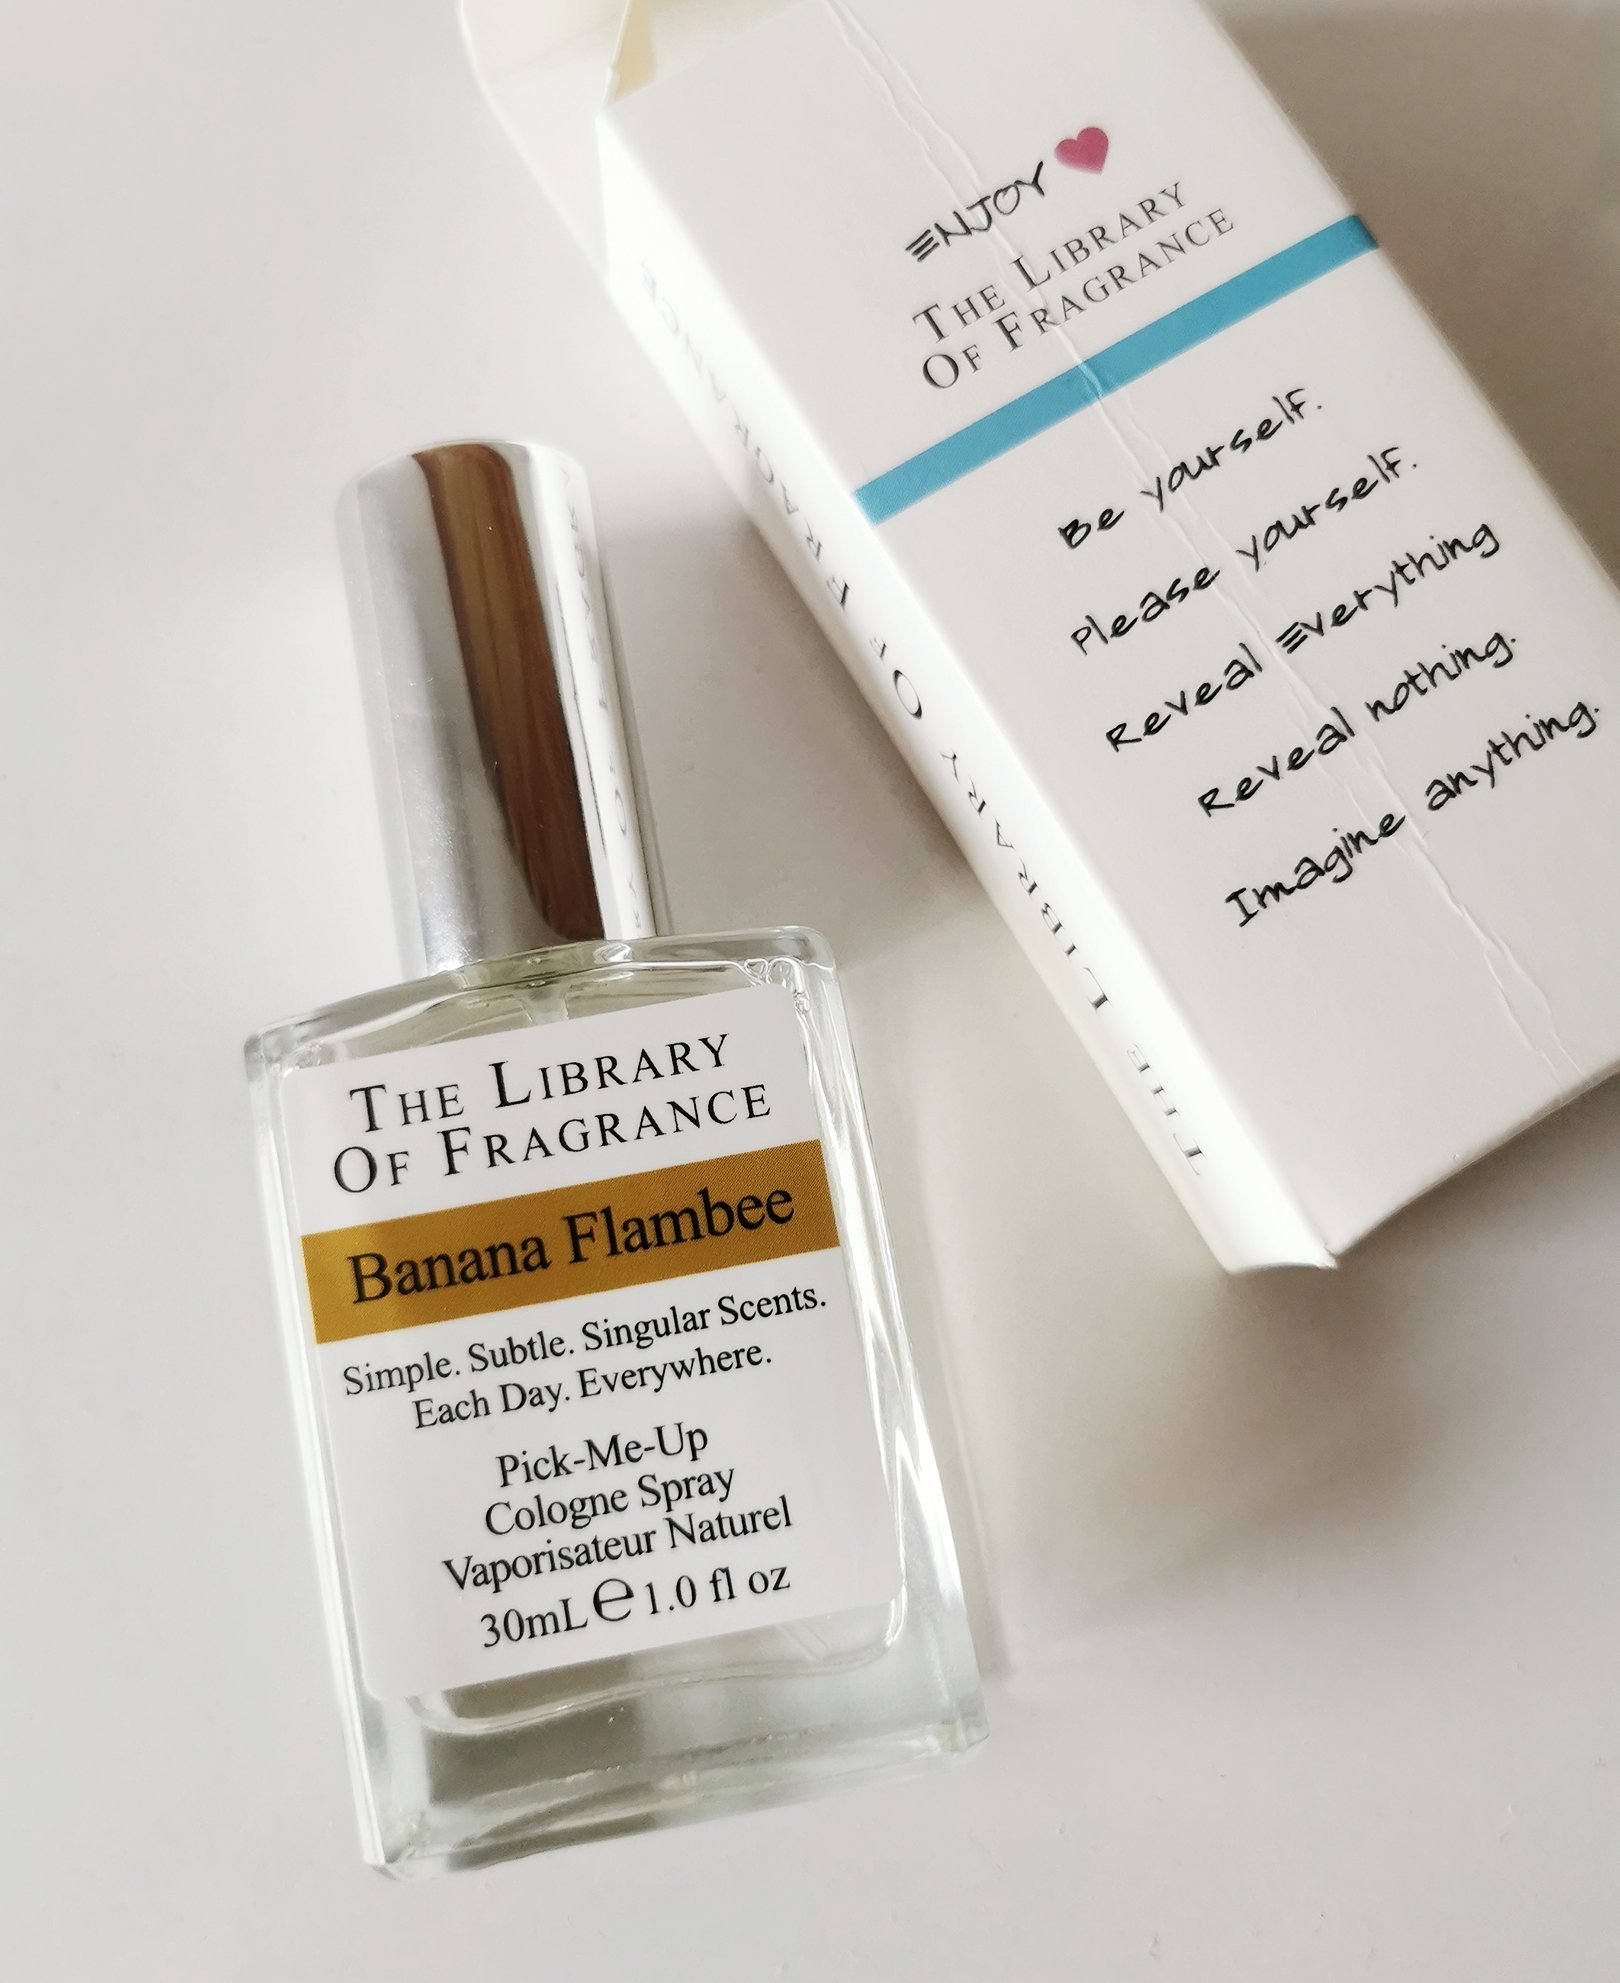 ENJOY
THE LIBRARY
OF FRAGRANCE
Be yourself.
Please yourself.
Reveal Everything
Reveal nothing.
Imagine anything.
THE LIBRARY OF FRAGRANCE
THE LIBRARY
OF FRAGRANCE
Banana Flambee
Simple. Subtle. Singular Scents.
Each Day. Everywhere.
Pick-Me-Up
Cologne Spray
Vaporisateur Naturel
30mL ℮ 1.0 fl oz